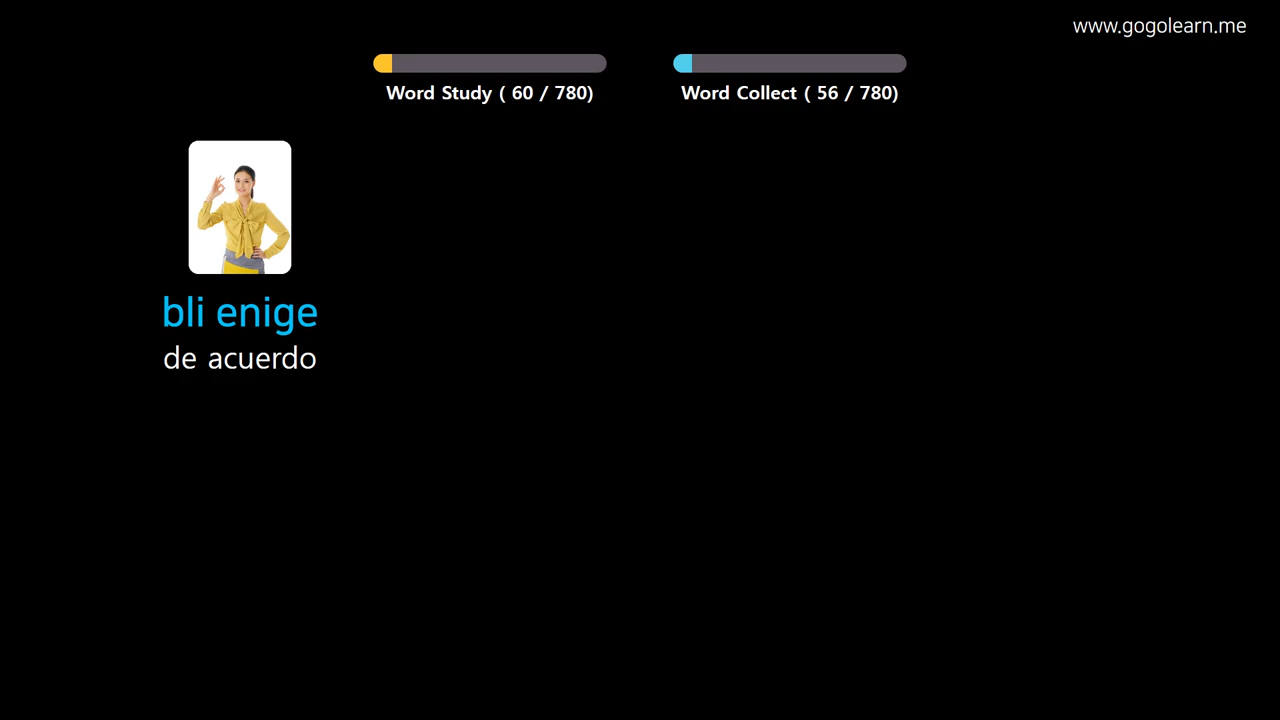 www.gogolearn.me
Word Study ( 60 / 780)
Word Collect ( 56 / 780)
bli enige
de acuerdo